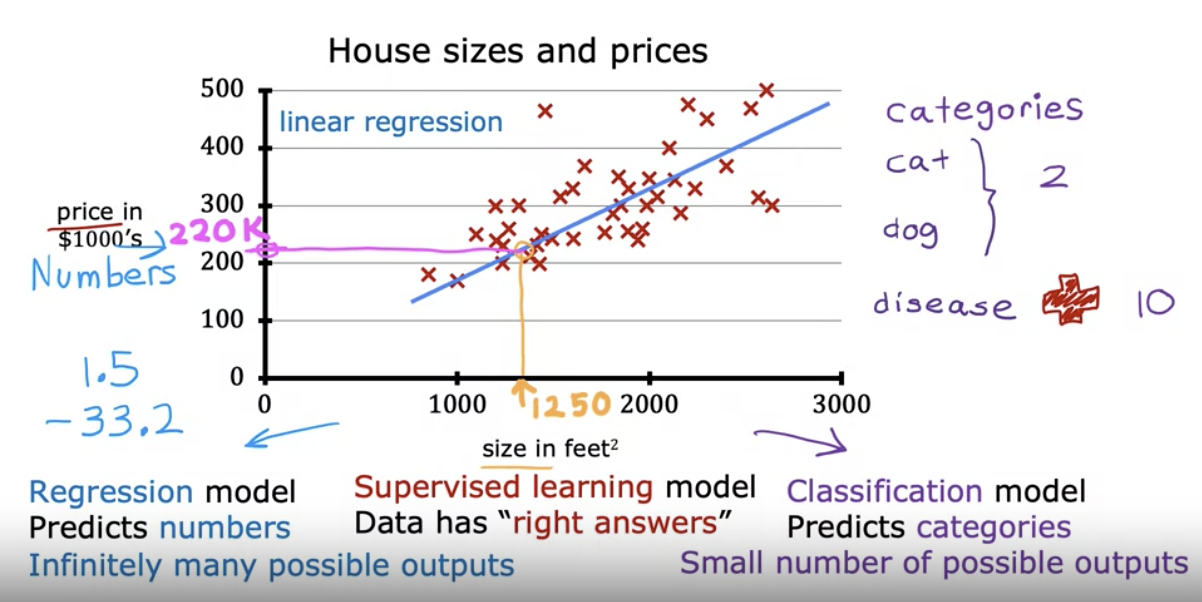 House sizes and prices
500
linear regression
400
300
200
100
0
price in
$1000's
220K
Numbers
1.5
-33.2
0
1000
1250
2000
3000
size in feet²
categories
cat
dog
2
disease
10
Regression model
Predicts numbers
Infinitely many possible outputs
Supervised learning model
Data has “right answers”
Classification model
Predicts categories
Small number of possible outputs